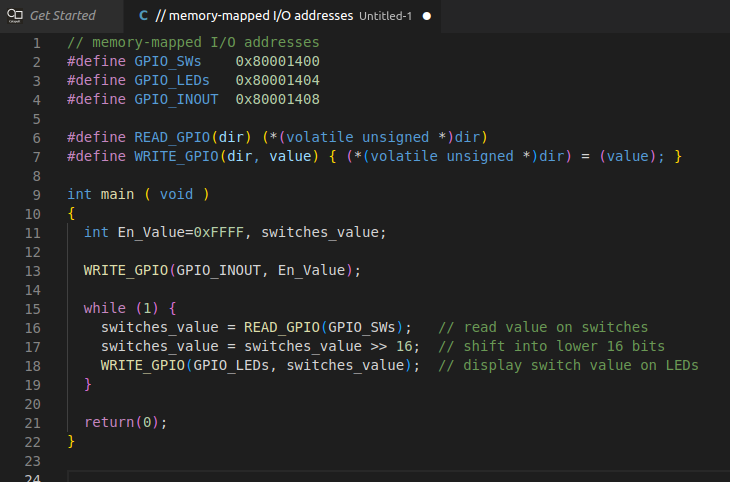 Get Started
C // memory-mapped I/O addresses Untitled-1
1 // memory-mapped I/O addresses
2 #define GPIO_SWs    0x80001400
3 #define GPIO_LEDs   0x80001404
4 #define GPIO_INOUT  0x80001408
5
6 #define READ_GPIO(dir) (*(volatile unsigned *)dir)
7 #define WRITE_GPIO(dir, value) { (*(volatile unsigned *)dir) = (value); }
8
9 int main ( void )
10 {
11   int En_Value=0xFFFF, switches_value;
12
13   WRITE_GPIO(GPIO_INOUT, En_Value);
14
15   while (1) {
16     switches_value = READ_GPIO(GPIO_SWs);   // read value on switches
17     switches_value = switches_value >> 16;  // shift into lower 16 bits
18     WRITE_GPIO(GPIO_LEDs, switches_value);  // display switch value on LEDs
19   }
20
21   return(0);
22 }
23
24